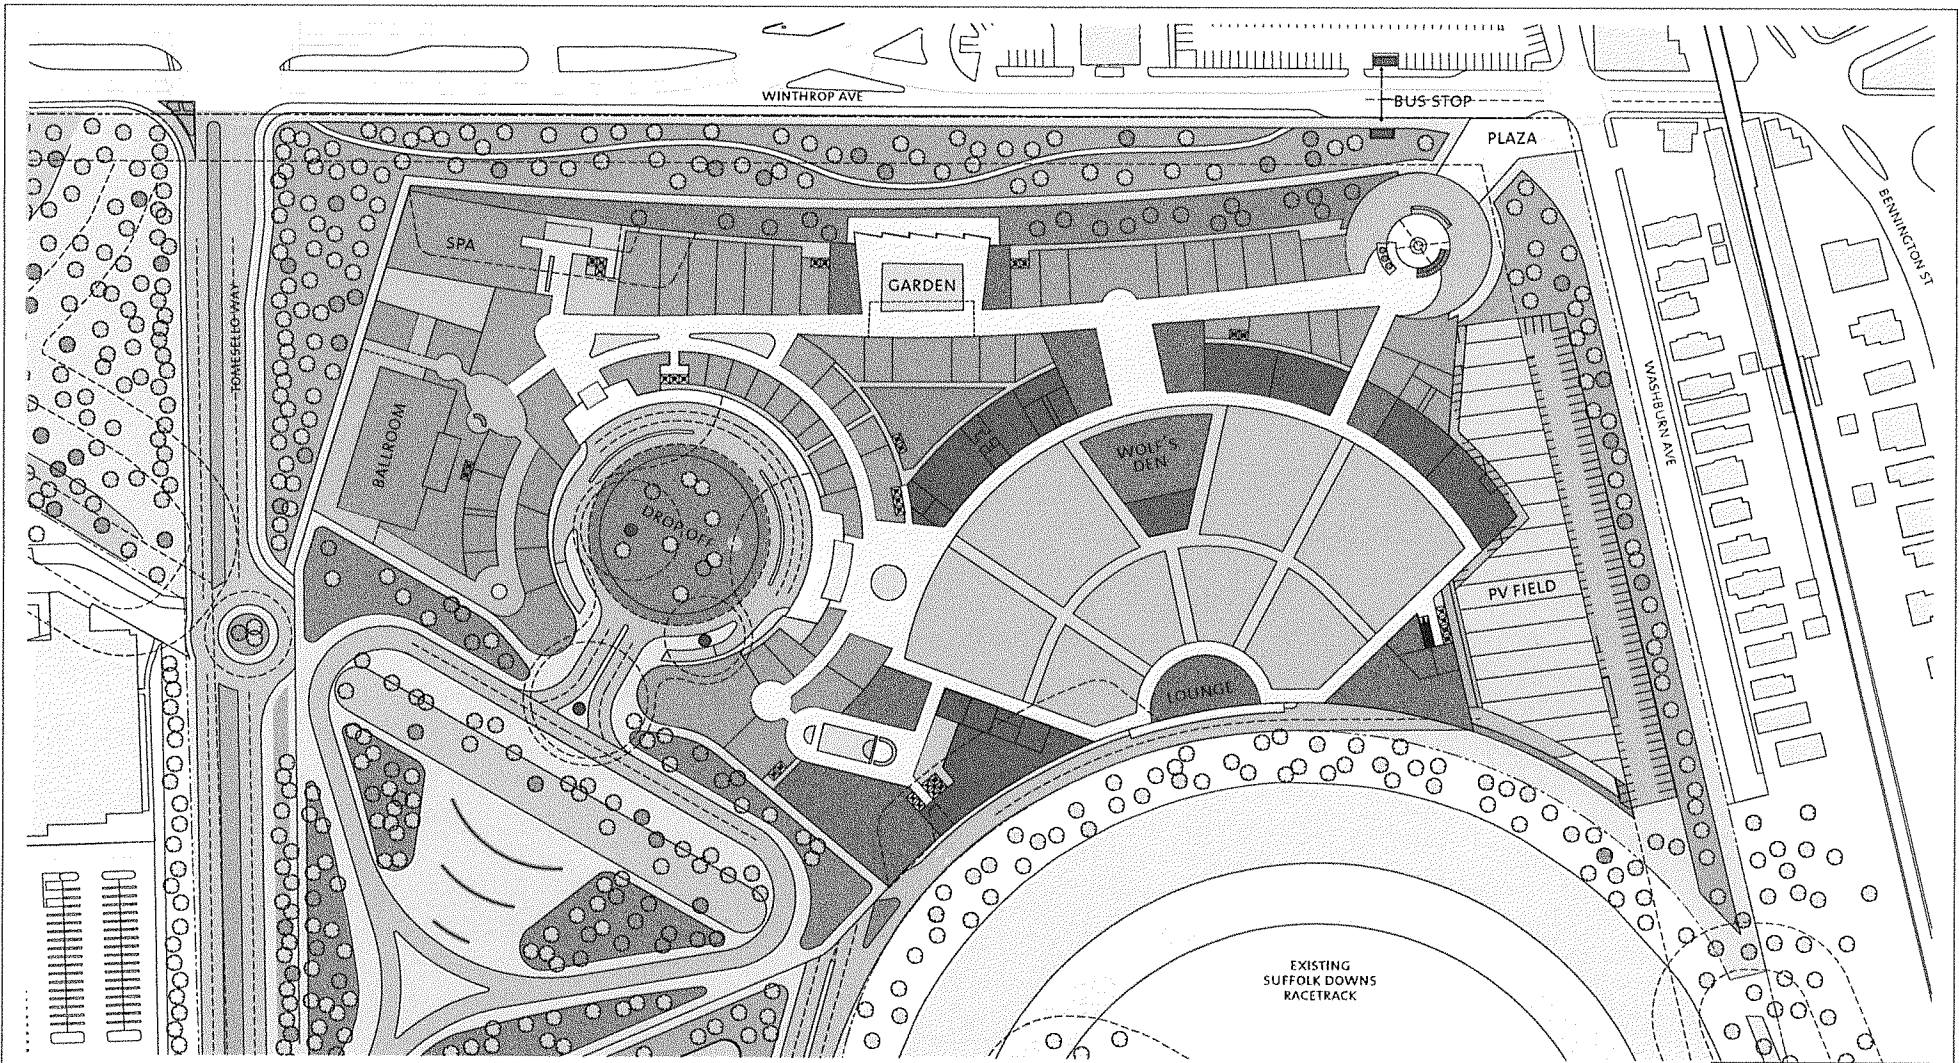 WINTHROP AVE
BUS STOP
PLAZA
BENNINGTON ST
SPA
GARDEN
TOMESELLO WAY
WASHBURN AVE
BALLROOM
WOLF'S
DEN
DROP OFF
PV FIELD
LOUNGE
EXISTING
SUFFOLK DOWNS
RACETRACK